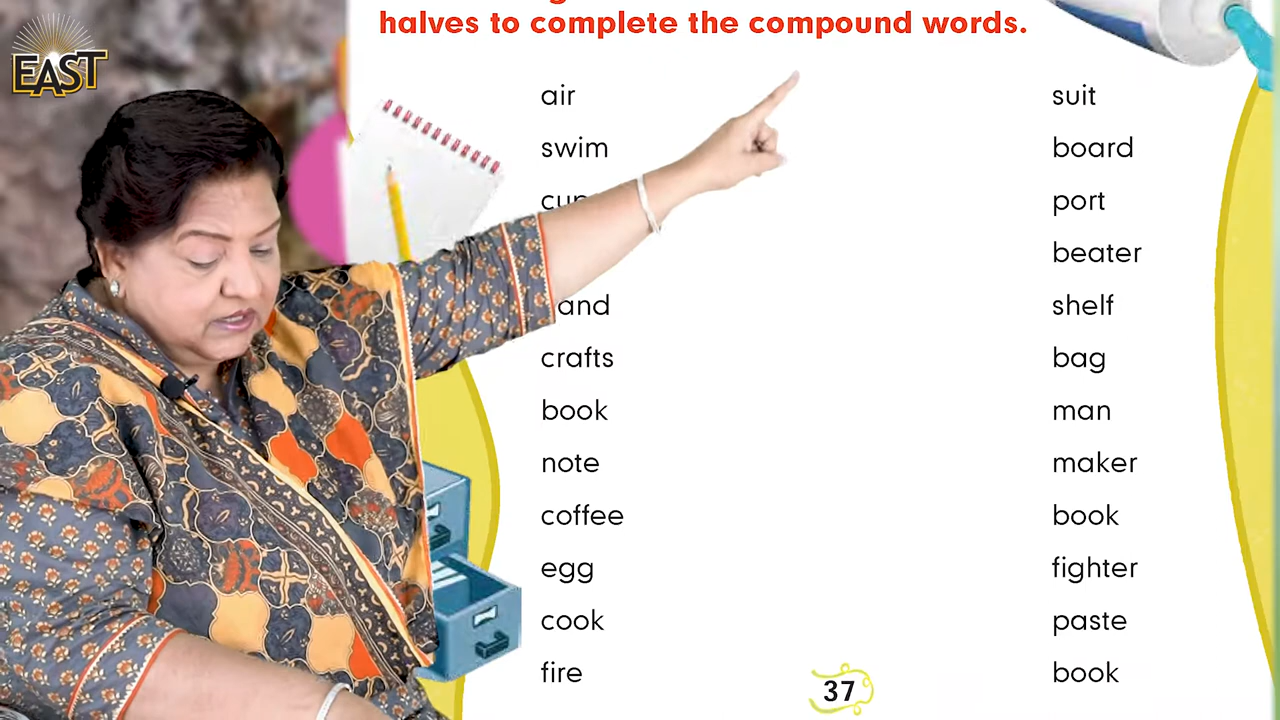 EAST
halves to complete the compound words.
air suit
swim board
port
beater
and shelf
crafts bag
book man
note maker
coffee book
egg fighter
cook paste
fire book
37